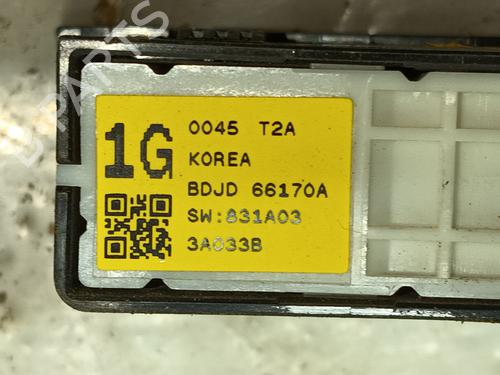 1G
0045 T2A
KOREA
BDJD 66170A
SW:831A03
3A033B